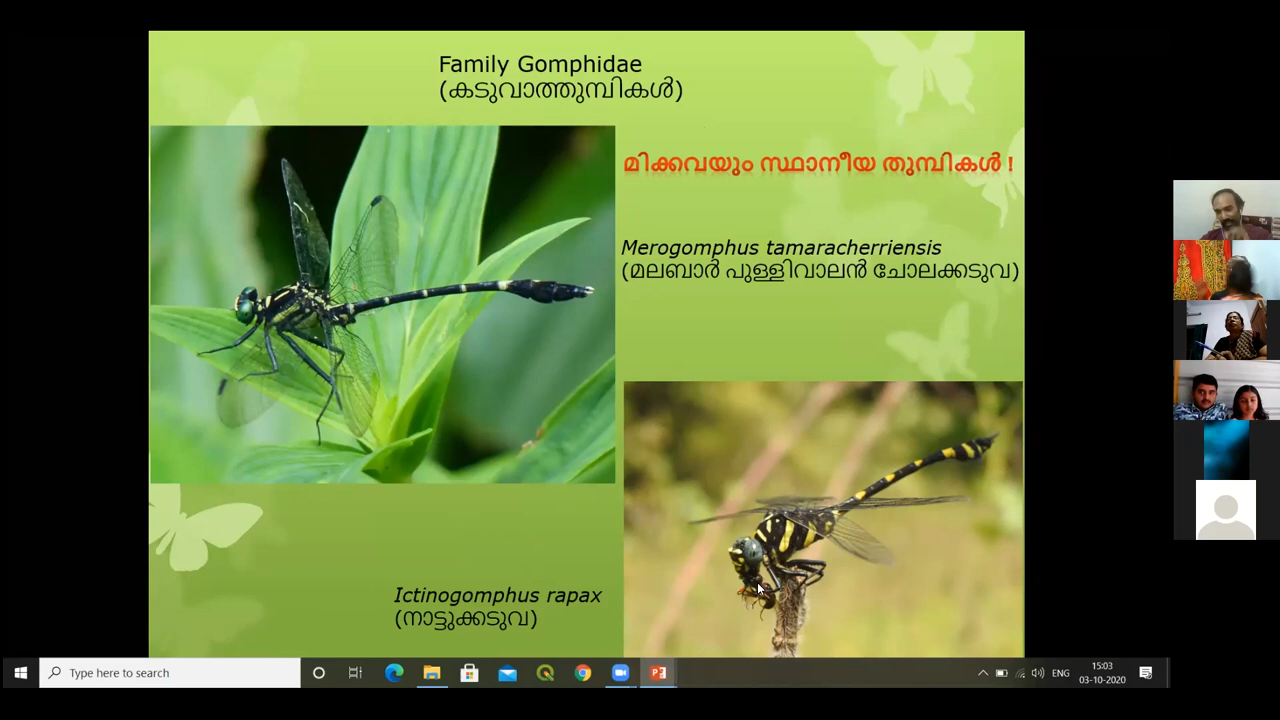 Family Gomphidae
(കടുവാത്തുമ്പികൾ)
മിക്കവയും സ്ഥാനീയ തുമ്പികൾ !
Merogomphus tamaracherriensis
(മലബാർ പുള്ളിവാലൻ ചോലക്കടുവ)
Ictinogomphus rapax
(നാട്ടുക്കടുവ)
Type here to search
ENG
15:03
03-10-2020